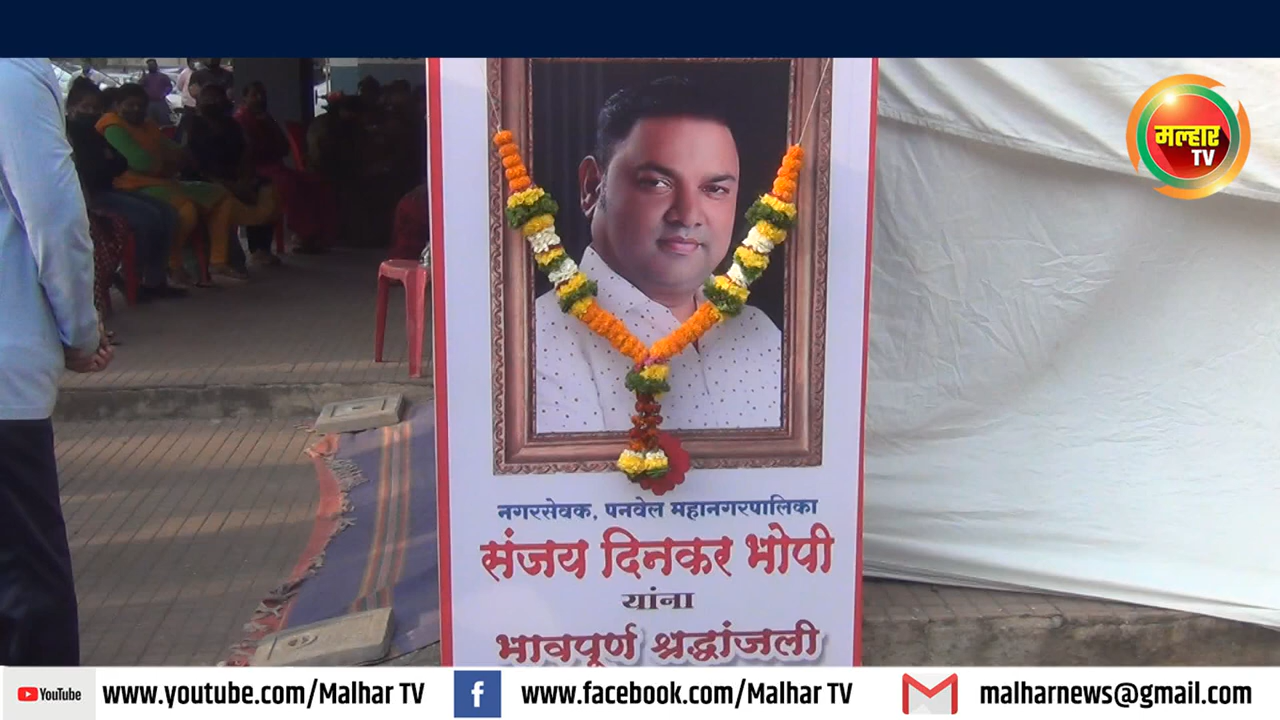 मल्हार
TV
नगरसेवक, पनवेल महानगरपालिका
संजय दिनकर भोपी
यांना
भावपूर्ण श्रद्धांजली
YouTube www.youtube.com/Malhar TV f www.facebook.com/Malhar TV malharnews@gmail.com